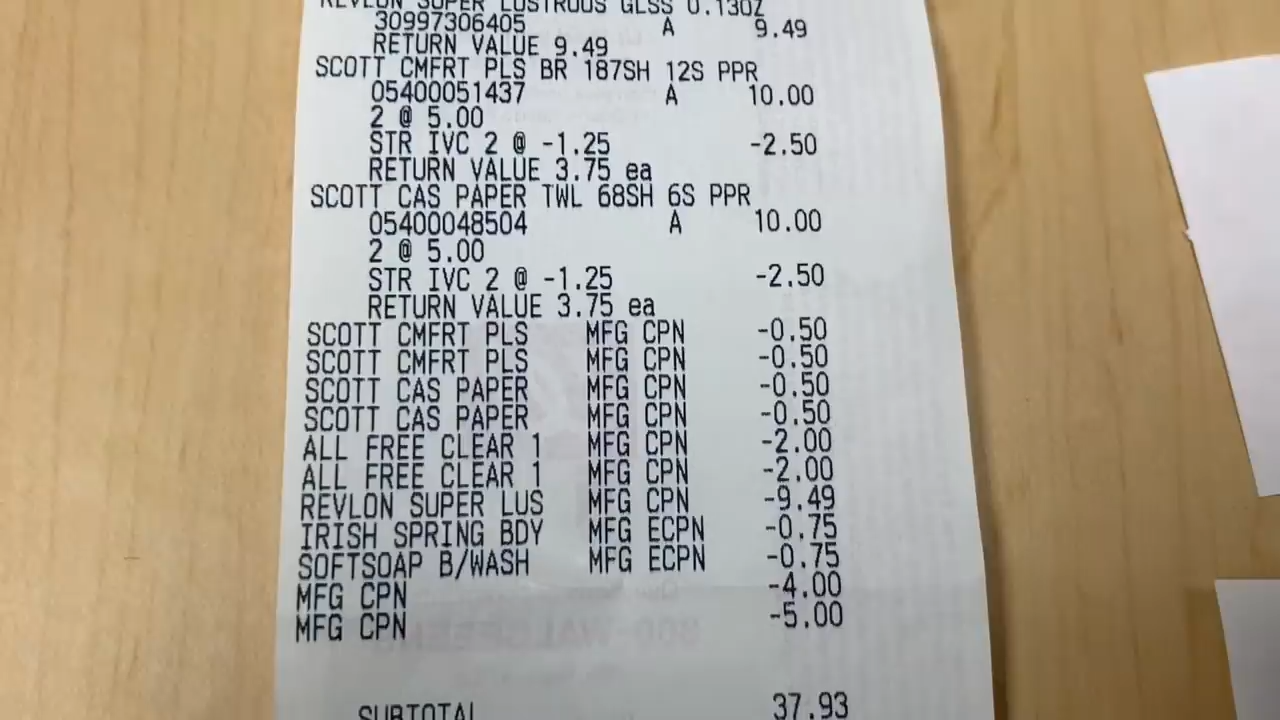 REVLON SUPER LUSTROUS GLSS 0.13OZ
30997306405 A 9.49
RETURN VALUE 9.49
SCOTT CMFRT PLS BR 187SH 12S PPR
05400051437 A 10.00
2 @ 5.00
STR IVC 2 @ -1.25 -2.50
RETURN VALUE 3.75 ea
SCOTT CAS PAPER TWL 68SH 6S PPR
05400048504 A 10.00
2 @ 5.00
STR IVC 2 @ -1.25 -2.50
RETURN VALUE 3.75 ea
SCOTT CMFRT PLS MFG CPN -0.50
SCOTT CMFRT PLS MFG CPN -0.50
SCOTT CAS PAPER MFG CPN -0.50
SCOTT CAS PAPER MFG CPN -0.50
ALL FREE CLEAR 1 MFG CPN -2.00
ALL FREE CLEAR 1 MFG CPN -2.00
REVLON SUPER LUS MFG CPN -9.49
IRISH SPRING BDY MFG ECPN -0.75
SOFTSOAP B/WASH MFG ECPN -0.75
MFG CPN -4.00
MFG CPN -5.00
SUBTOTAL 37.93